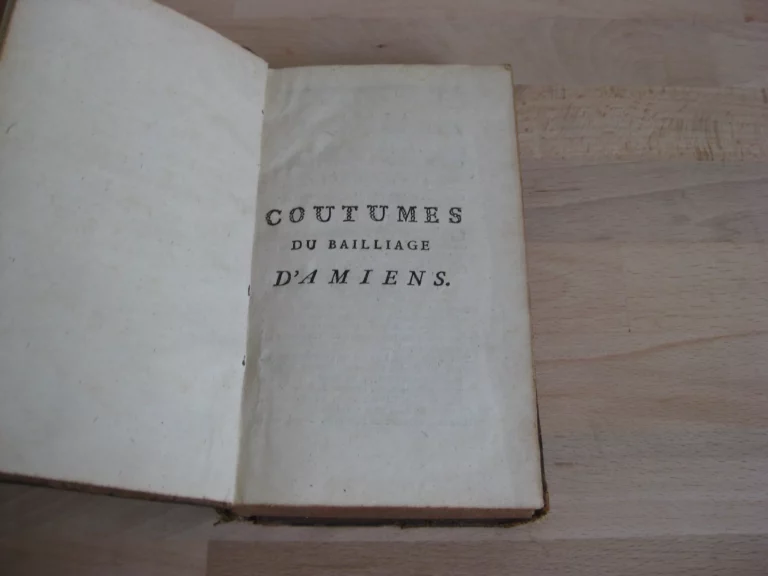 COUTUMES
DU BAILLIAGE
D'AMIENS.